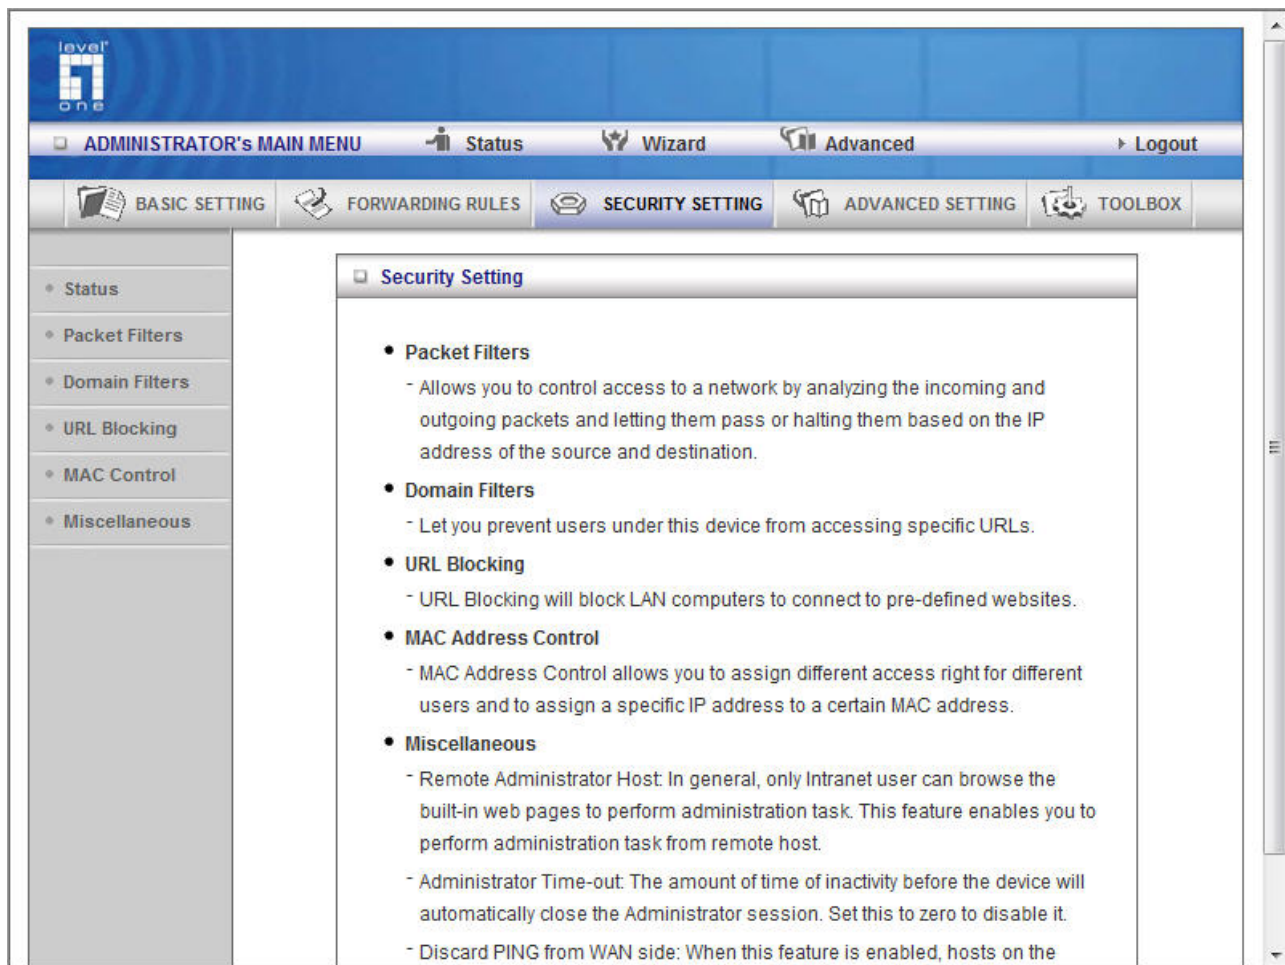 level
one
ADMINISTRATOR's MAIN MENU Status Wizard Advanced Logout
BASIC SETTING FORWARDING RULES SECURITY SETTING ADVANCED SETTING TOOLBOX
Status
Packet Filters
Domain Filters
URL Blocking
MAC Control
Miscellaneous
Security Setting
• Packet Filters
- Allows you to control access to a network by analyzing the incoming and
outgoing packets and letting them pass or halting them based on the IP
address of the source and destination.
• Domain Filters
- Let you prevent users under this device from accessing specific URLs.
• URL Blocking
- URL Blocking will block LAN computers to connect to pre-defined websites.
• MAC Address Control
- MAC Address Control allows you to assign different access right for different
users and to assign a specific IP address to a certain MAC address.
• Miscellaneous
- Remote Administrator Host: In general, only Intranet user can browse the
built-in web pages to perform administration task. This feature enables you to
perform administration task from remote host.
- Administrator Time-out: The amount of time of inactivity before the device will
automatically close the Administrator session. Set this to zero to disable it.
- Discard PING from WAN side: When this feature is enabled, hosts on the